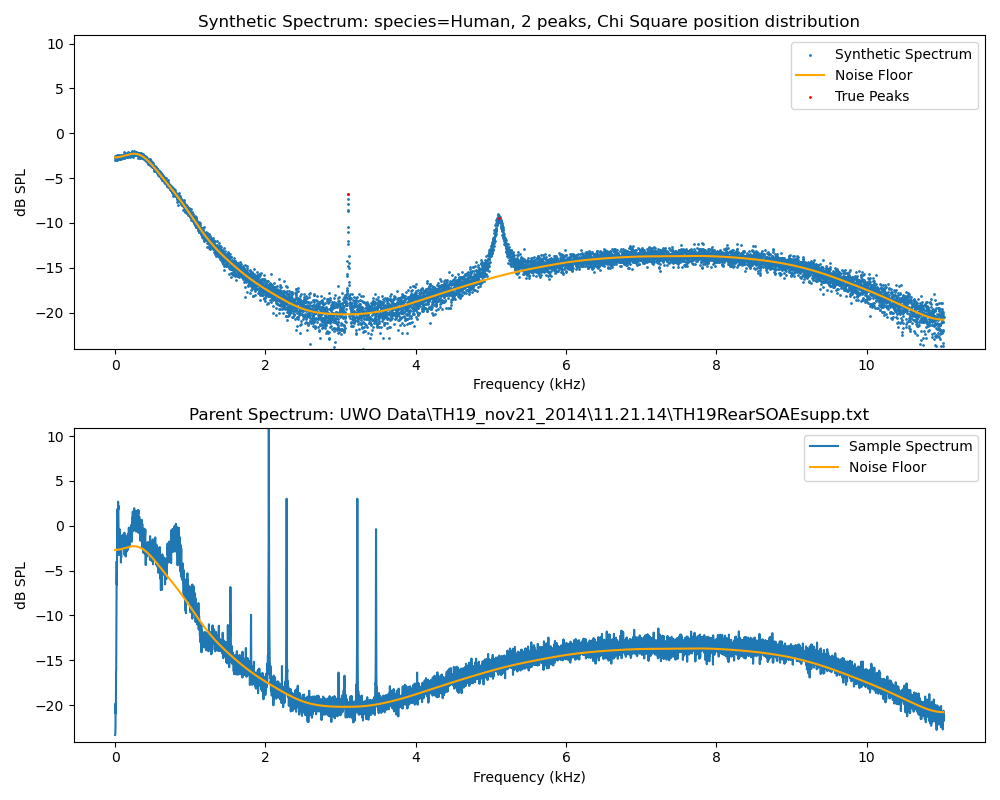 Synthetic Spectrum: species=Human, 2 peaks, Chi Square position distribution
10
5
0
−5
−10
−15
−20
dB SPL
Synthetic Spectrum
Noise Floor
True Peaks
0 2 4 6 8 10
Frequency (kHz)
Parent Spectrum: UWO Data\TH19_nov21_2014\11.21.14\TH19RearSOAEsupp.txt
10
5
0
−5
−10
−15
−20
dB SPL
Sample Spectrum
Noise Floor
0 2 4 6 8 10
Frequency (kHz)